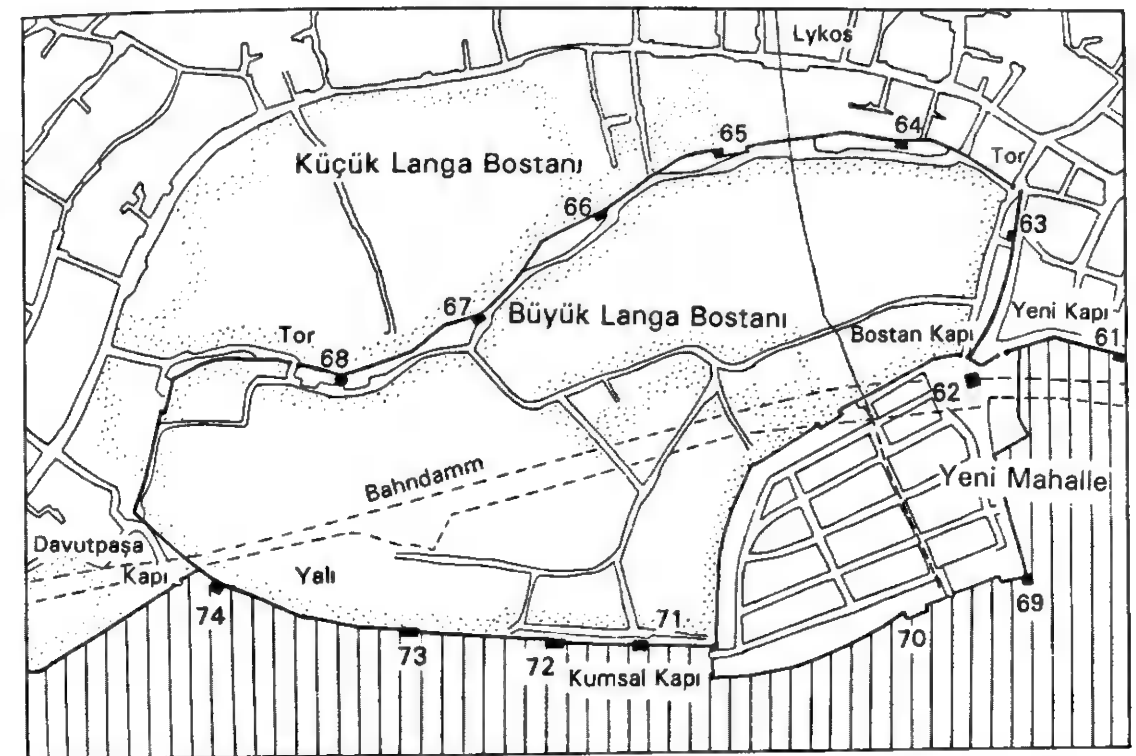 Lykos
64
65
Tor
Küçük Langa Bostanı
66
63
67
Büyük Langa Bostanı
Yeni Kapı
Tor
Bostan Kapı
61
68
62
Bahndamm
Yeni Mahalle
Davutpaşa
Kapı
Yalı
74
69
71
70
73
72
Kumsal Kapı